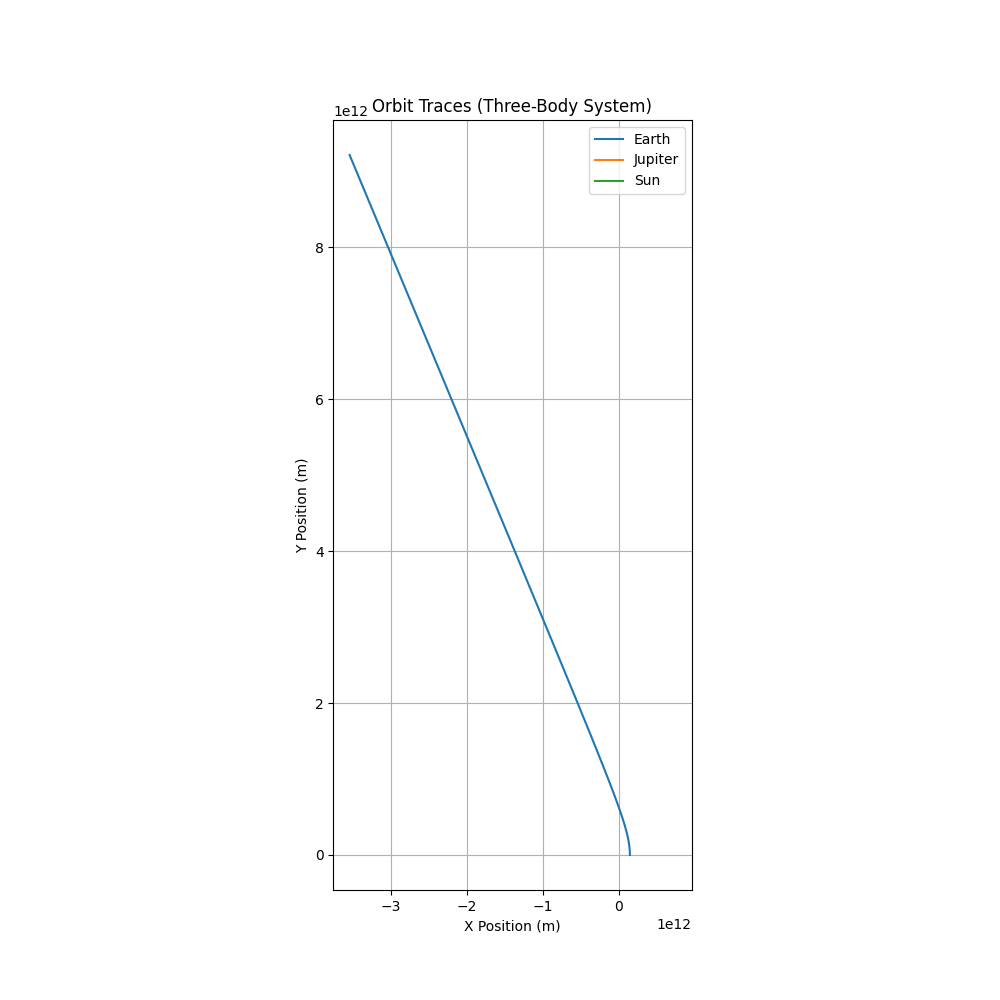 1e12 Orbit Traces (Three-Body System)
Earth
Jupiter
Sun
8
6
4
2
0
Y Position (m)
−3 −2 −1 0
X Position (m)
1e12